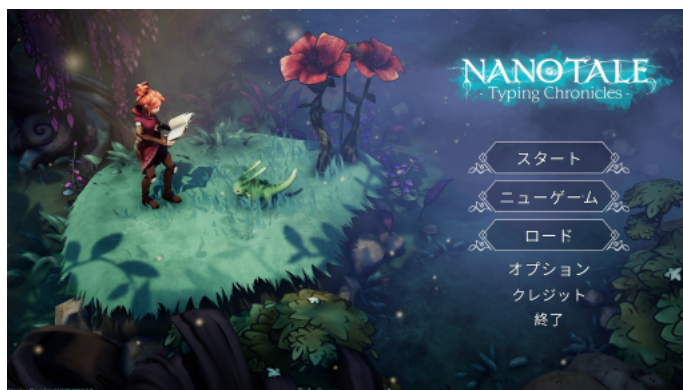 NANOTALE
- Typing Chronicles -
スタート
ニューゲーム
ロード
オプション
クレジット
終了